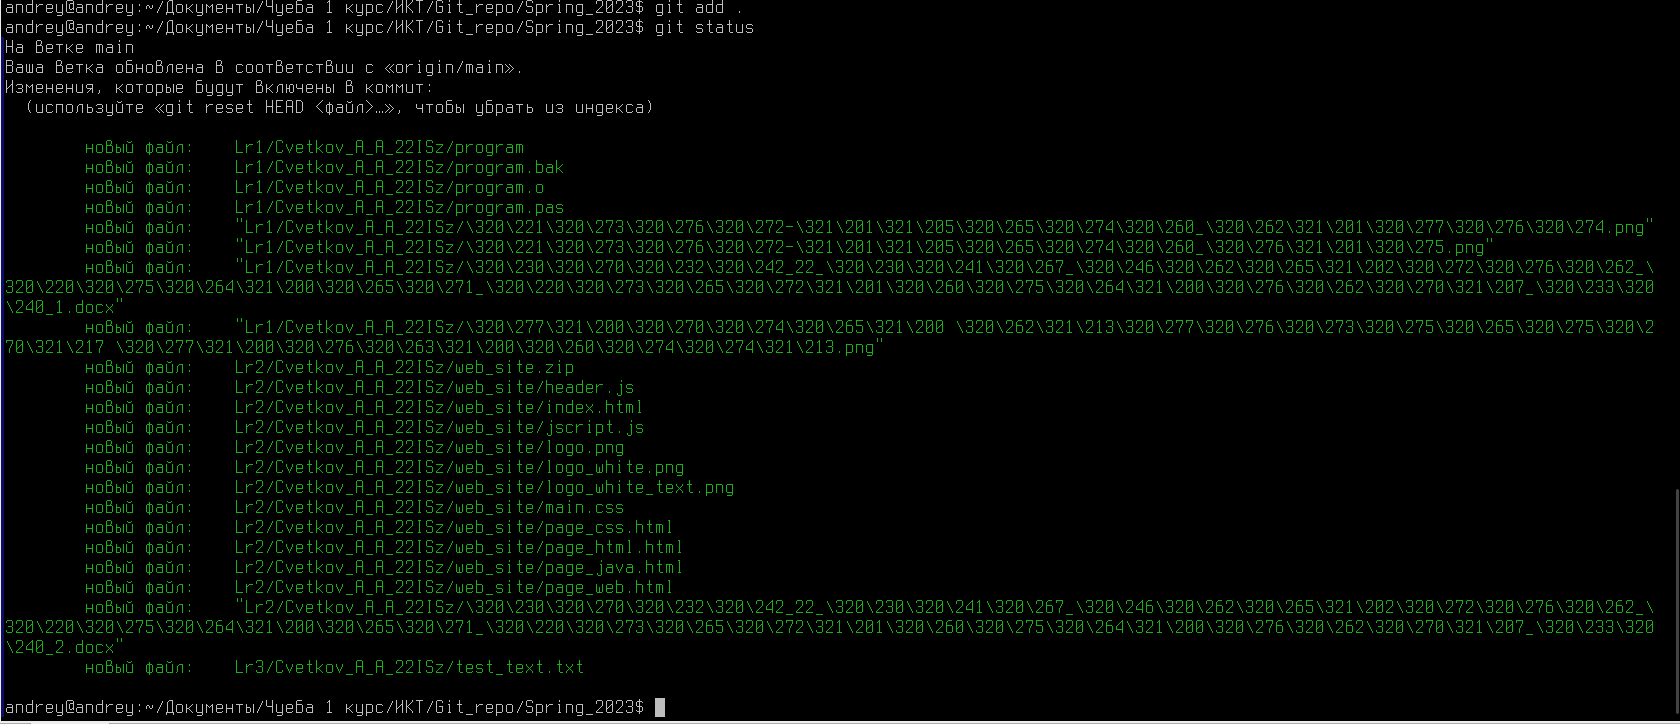 andrey@andrey:~/Документы/Чуеба 1 курс/ИКТ/Git_repo/Spring_2023$ git add .
andrey@andrey:~/Документы/Чуеба 1 курс/ИКТ/Git_repo/Spring_2023$ git status
На ветке main
Ваша ветка обновлена в соответствии с «origin/main».
Изменения, которые будут включены в коммит:
  (используйте «git reset HEAD <файл>…», чтобы убрать из индекса)
новый файл:    Lr1/Cvetkov_A_A_22ISz/program
новый файл:    Lr1/Cvetkov_A_A_22ISz/program.bak
новый файл:    Lr1/Cvetkov_A_A_22ISz/program.o
новый файл:    Lr1/Cvetkov_A_A_22ISz/program.pas
новый файл:    "Lr1/Cvetkov_A_A_22ISz/\320\221\320\273\320\276\320\272-\321\201\321\205\320\265\320\274\320\260_\320\262\321\201\320\277\320\276\320\274.png"
новый файл:    "Lr1/Cvetkov_A_A_22ISz/\320\221\320\273\320\276\320\272-\321\201\321\205\320\265\320\274\320\260_\320\276\321\201\320\275.png"
новый файл:    "Lr1/Cvetkov_A_A_22ISz/\320\230\320\270\320\232\320\242_22_\320\230\320\241\320\267_\320\246\320\262\320\265\321\202\320\272\320\276\320\262_\
320\220\320\275\320\264\321\200\320\265\320\271_\320\220\320\273\320\265\320\272\321\201\320\260\320\275\320\264\321\200\320\276\320\262\320\270\321\207_\320\233\320
\240_1.docx"
новый файл:    "Lr1/Cvetkov_A_A_22ISz/\320\277\321\200\320\270\320\274\320\265\321\200 \320\262\321\213\320\277\320\276\320\273\320\275\320\265\320\275\320\2
70\321\217 \320\277\321\200\320\276\320\263\321\200\320\260\320\274\320\274\321\213.png"
новый файл:    Lr2/Cvetkov_A_A_22ISz/web_site.zip
новый файл:    Lr2/Cvetkov_A_A_22ISz/web_site/header.js
новый файл:    Lr2/Cvetkov_A_A_22ISz/web_site/index.html
новый файл:    Lr2/Cvetkov_A_A_22ISz/web_site/jscript.js
новый файл:    Lr2/Cvetkov_A_A_22ISz/web_site/logo.png
новый файл:    Lr2/Cvetkov_A_A_22ISz/web_site/logo_white.png
новый файл:    Lr2/Cvetkov_A_A_22ISz/web_site/logo_white_text.png
новый файл:    Lr2/Cvetkov_A_A_22ISz/web_site/main.css
новый файл:    Lr2/Cvetkov_A_A_22ISz/web_site/page_css.html
новый файл:    Lr2/Cvetkov_A_A_22ISz/web_site/page_html.html
новый файл:    Lr2/Cvetkov_A_A_22ISz/web_site/page_java.html
новый файл:    Lr2/Cvetkov_A_A_22ISz/web_site/page_web.html
новый файл:    "Lr2/Cvetkov_A_A_22ISz/\320\230\320\270\320\232\320\242_22_\320\230\320\241\320\267_\320\246\320\262\320\265\321\202\320\272\320\276\320\262_\
320\220\320\275\320\264\321\200\320\265\320\271_\320\220\320\273\320\265\320\272\321\201\320\260\320\275\320\264\321\200\320\276\320\262\320\270\321\207_\320\233\320
\240_2.docx"
новый файл:    Lr3/Cvetkov_A_A_22ISz/test_text.txt
andrey@andrey:~/Документы/Чуеба 1 курс/ИКТ/Git_repo/Spring_2023$